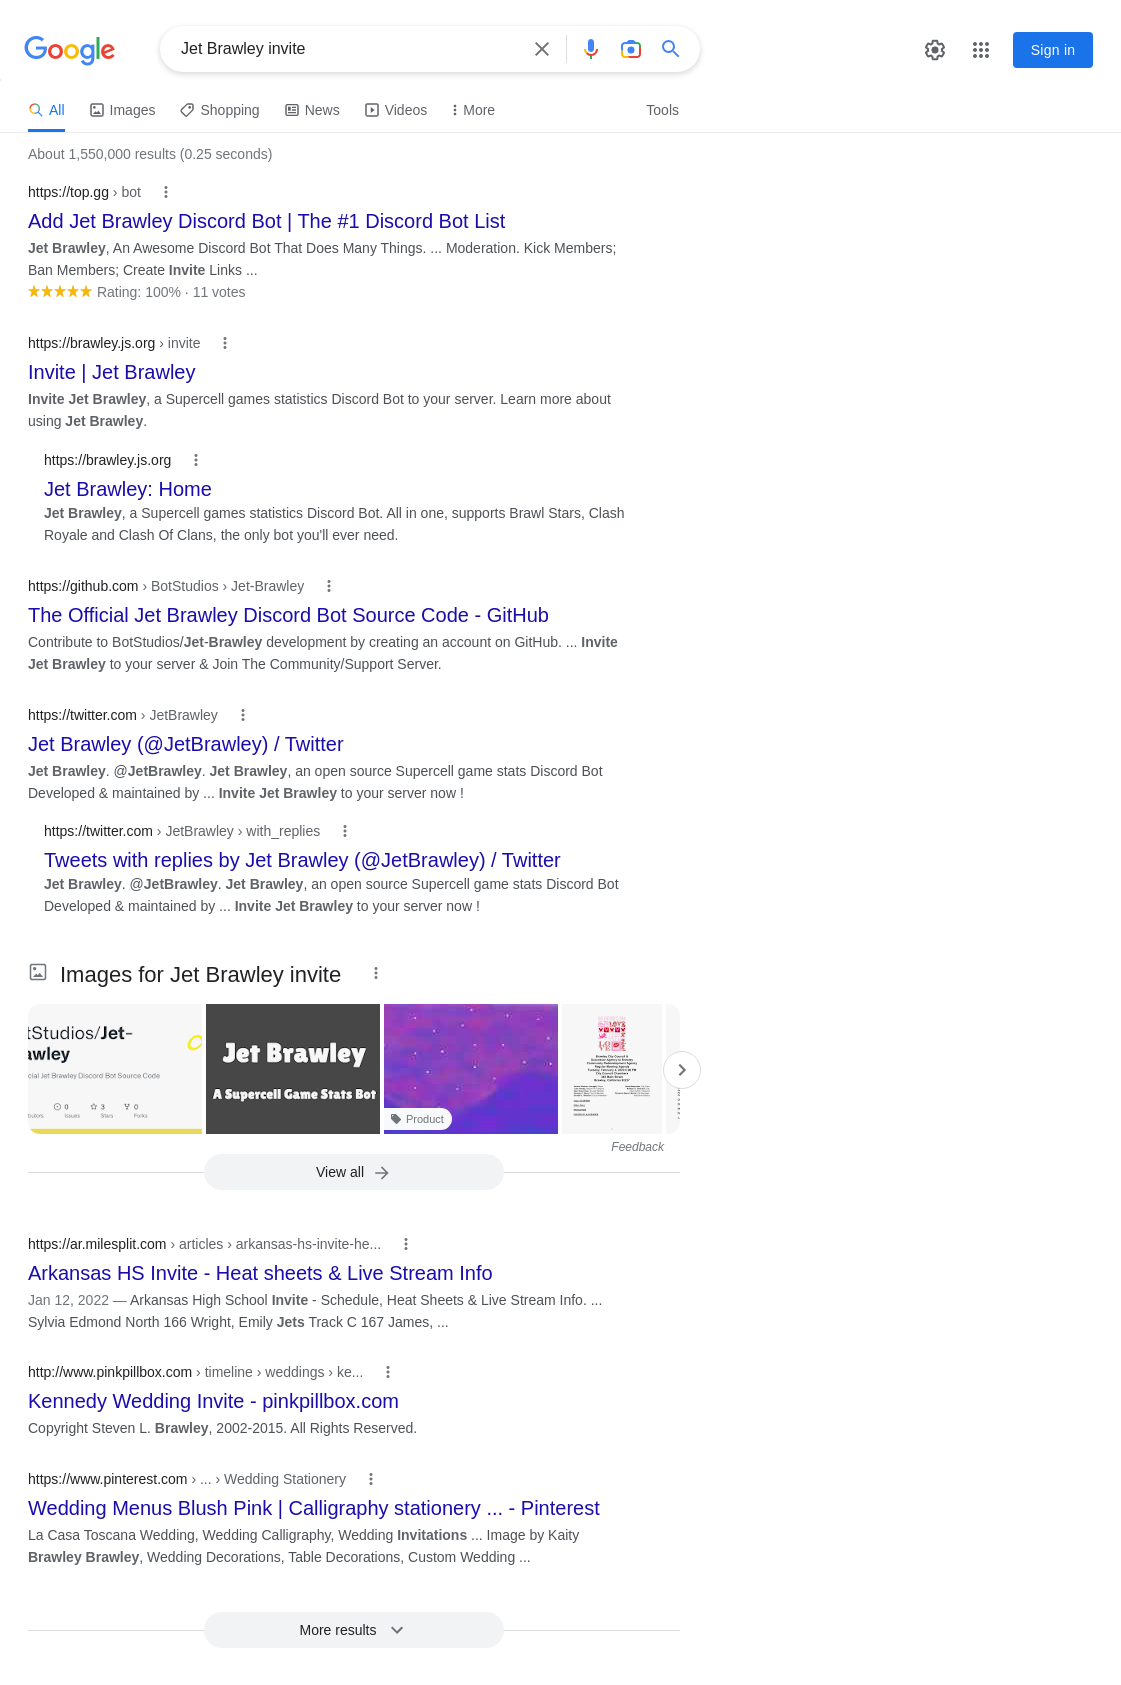 Google
Jet Brawley invite
Sign in
All
Images
Shopping
News
Videos
More
Tools
About 1,550,000 results (0.25 seconds)
https://top.gg › bot
Add Jet Brawley Discord Bot | The #1 Discord Bot List
Jet Brawley, An Awesome Discord Bot That Does Many Things. ... Moderation. Kick Members;
Ban Members; Create Invite Links ...
Rating: 100% · 11 votes
https://brawley.js.org › invite
Invite | Jet Brawley
Invite Jet Brawley, a Supercell games statistics Discord Bot to your server. Learn more about
using Jet Brawley.
https://brawley.js.org
Jet Brawley: Home
Jet Brawley, a Supercell games statistics Discord Bot. All in one, supports Brawl Stars, Clash
Royale and Clash Of Clans, the only bot you'll ever need.
https://github.com › BotStudios › Jet-Brawley
The Official Jet Brawley Discord Bot Source Code - GitHub
Contribute to BotStudios/Jet-Brawley development by creating an account on GitHub. ... Invite
Jet Brawley to your server & Join The Community/Support Server.
https://twitter.com › JetBrawley
Jet Brawley (@JetBrawley) / Twitter
Jet Brawley. @JetBrawley. Jet Brawley, an open source Supercell game stats Discord Bot
Developed & maintained by ... Invite Jet Brawley to your server now !
https://twitter.com › JetBrawley › with_replies
Tweets with replies by Jet Brawley (@JetBrawley) / Twitter
Jet Brawley. @JetBrawley. Jet Brawley, an open source Supercell game stats Discord Bot
Developed & maintained by ... Invite Jet Brawley to your server now !
Images for Jet Brawley invite
tStudios/Jet-
awley
cial Jet Brawley Discord Bot Source Code
0 3 0
Issues Stars Forks
Jet Brawley
A Supercell Game Stats Bot
Product
Feedback
View all
https://ar.milesplit.com › articles › arkansas-hs-invite-he...
Arkansas HS Invite - Heat sheets & Live Stream Info
Jan 12, 2022 — Arkansas High School Invite - Schedule, Heat Sheets & Live Stream Info. ...
Sylvia Edmond North 166 Wright, Emily Jets Track C 167 James, ...
http://www.pinkpillbox.com › timeline › weddings › ke...
Kennedy Wedding Invite - pinkpillbox.com
Copyright Steven L. Brawley, 2002-2015. All Rights Reserved.
https://www.pinterest.com › ... › Wedding Stationery
Wedding Menus Blush Pink | Calligraphy stationery ... - Pinterest
La Casa Toscana Wedding, Wedding Calligraphy, Wedding Invitations ... Image by Kaity
Brawley Brawley, Wedding Decorations, Table Decorations, Custom Wedding ...
More results